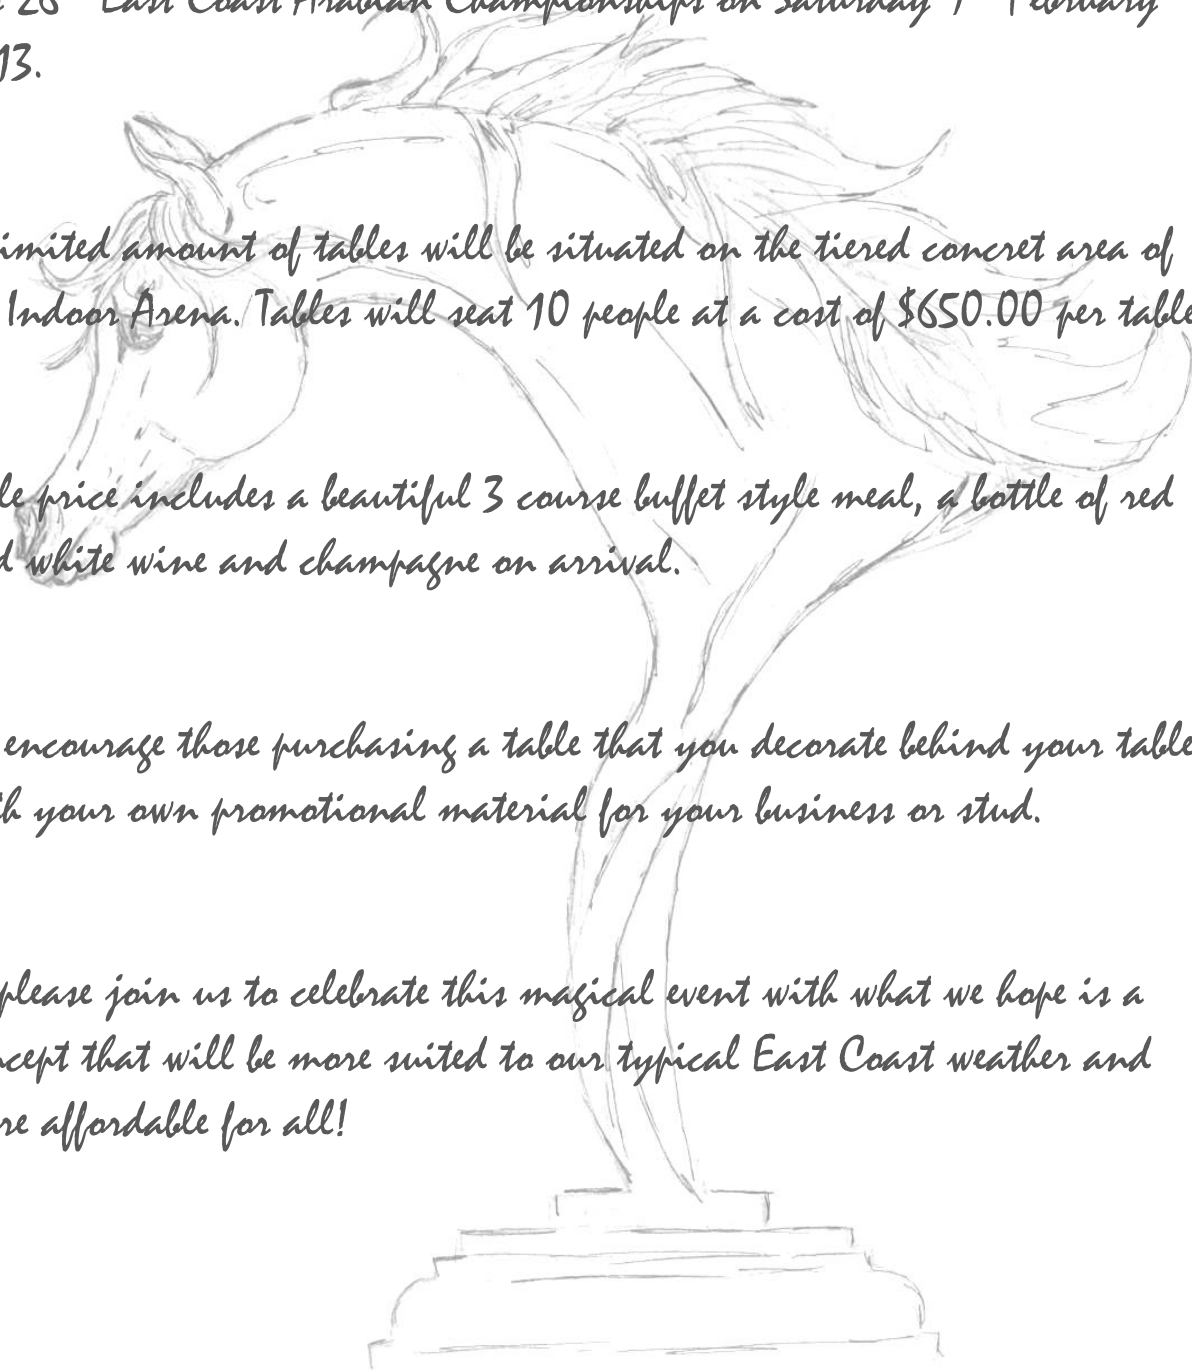 East Coast Arabian Championships on Saturday February
13.
imited amount of tables will be situated on the tiered concret area of
Indoor Arena. Tables will seat 10 people at a cost of $650.00 per table
le price includes a beautiful 3 course buffet style meal, a bottle of red
d white wine and champagne on arrival.
encourage those purchasing a table that you decorate behind your table
th your own promotional material for your business or stud.
please join us to celebrate this magical event with what we hope is a
ncept that will be more suited to our typical East Coast weather and
re affordable for all!